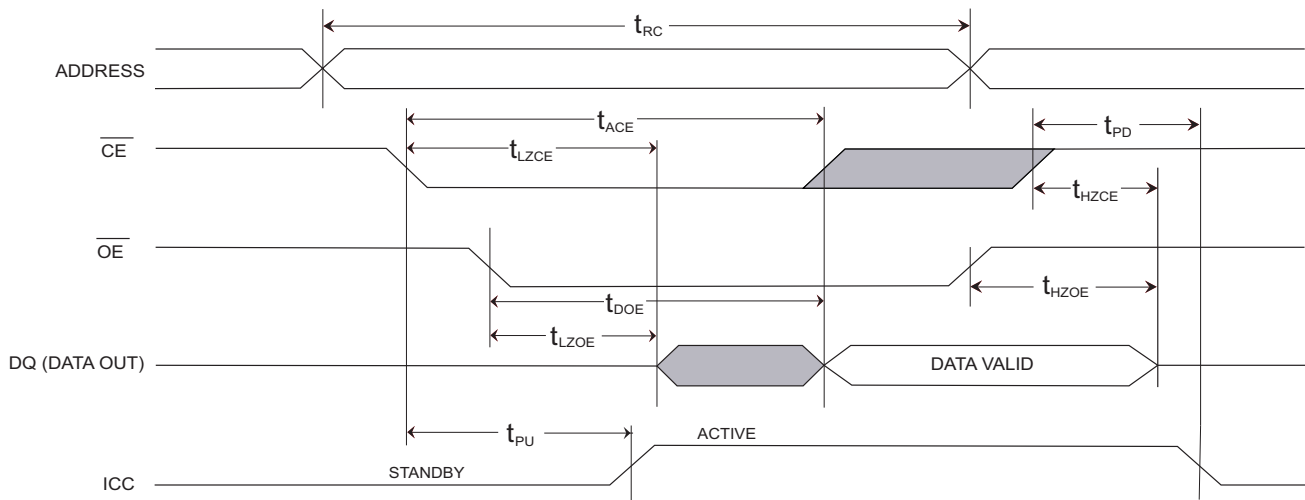 tRC
ADDRESS
tACE
tPD
CE
tLZCE
tHZCE
OE
tHZOE
tDOE
tLZOE
DQ (DATA OUT)
DATA VALID
tPU
ACTIVE
STANDBY
ICC